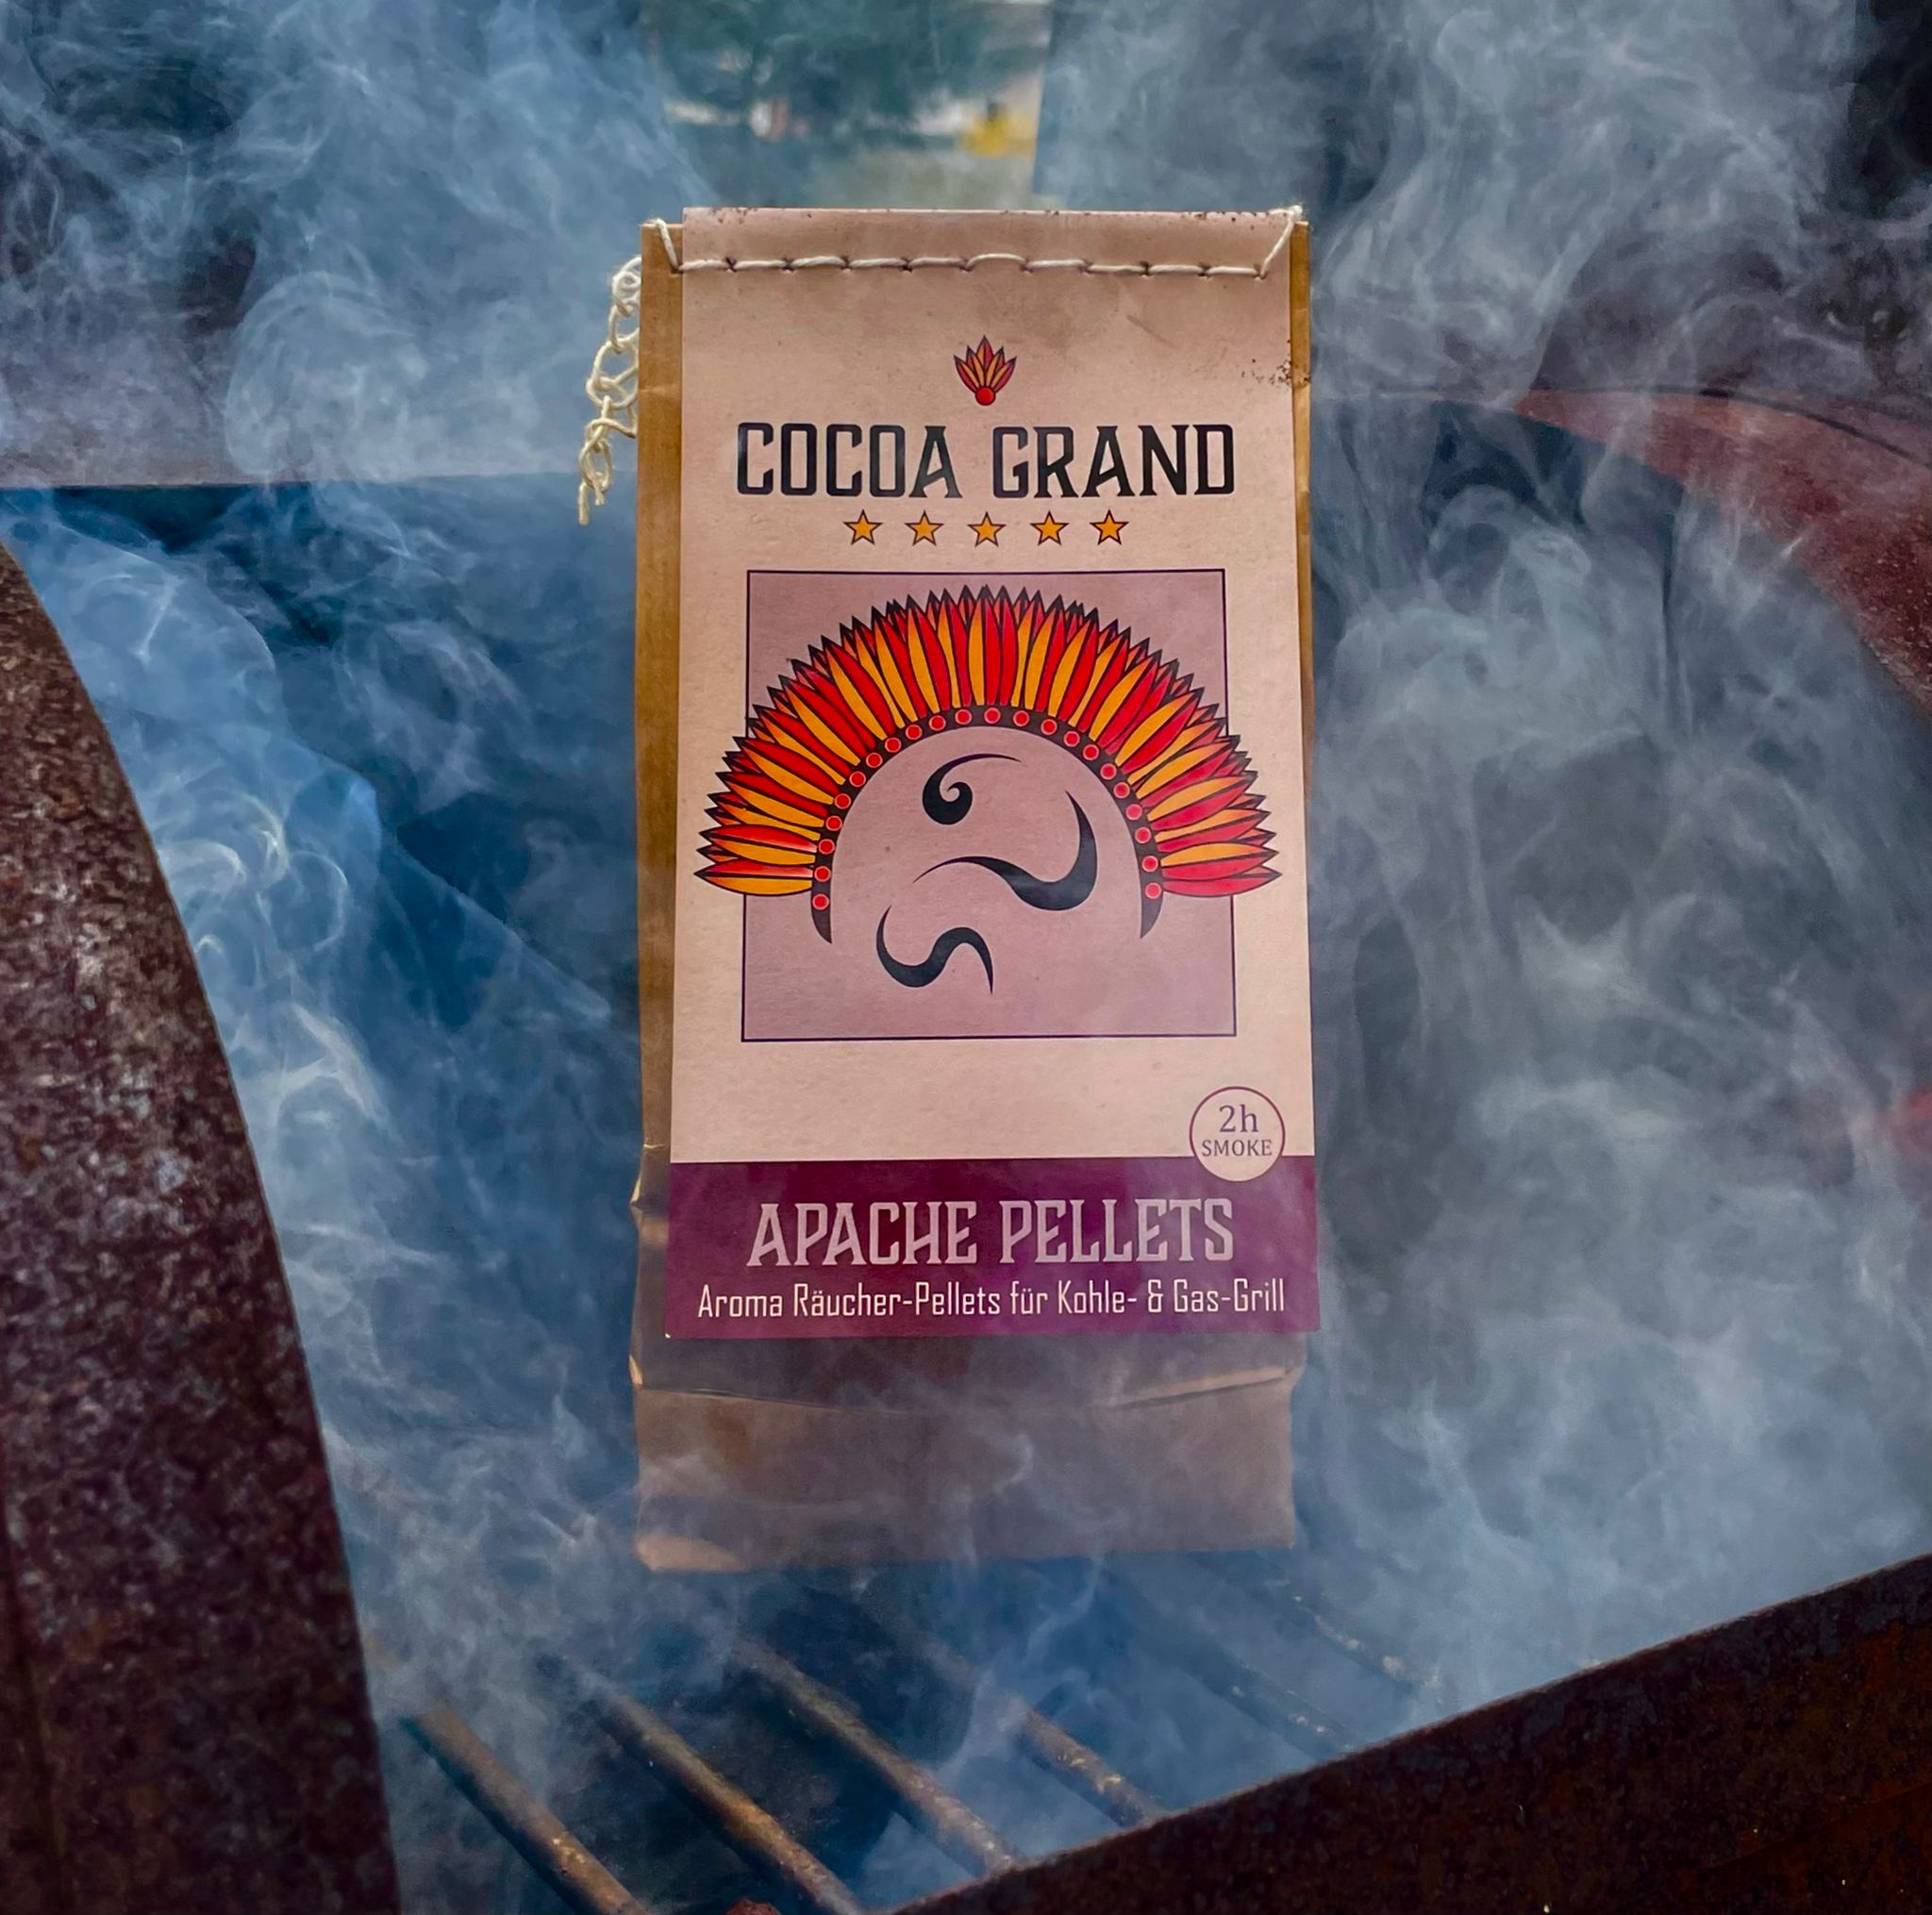 COCOA GRAND
2h
SMOKE
APACHE PELLETS
Aroma Räucher-Pellets für Kohle- & Gas-Grill